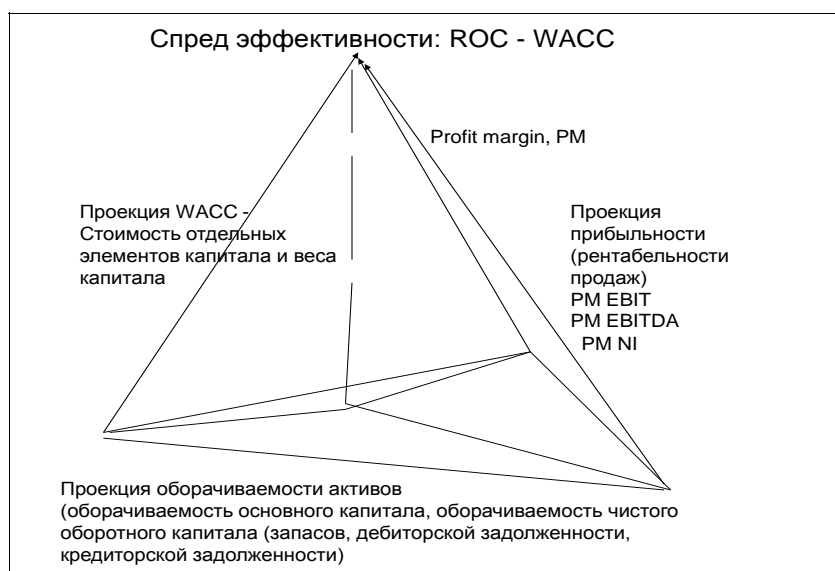 Спред эффективности: ROC - WACC
Profit margin, PM
Проекция WACC -
Стоимость отдельных
элементов капитала и веса
капитала
Проекция
прибыльности
(рентабельности
продаж)
PM EBIT
PM EBITDA
PM NI
Проекция оборачиваемости активов
(оборачиваемость основного капитала, оборачиваемость чистого
оборотного капитала (запасов, дебиторской задолженности,
кредиторской задолженности)